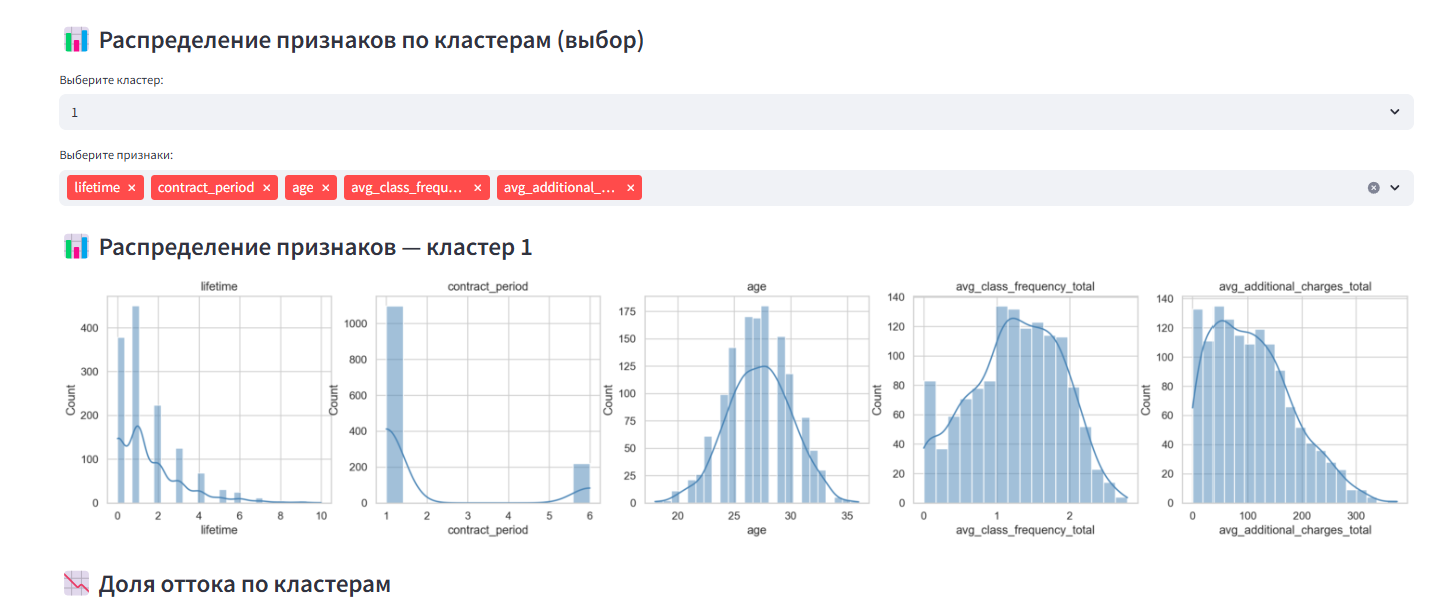 Распределение признаков по кластерам (выбор)
Выберите кластер:
1
Выберите признаки:
lifetime × contract_period × age × avg_class_frequ... × avg_additional_... ×
Распределение признаков — кластер 1
lifetime
Count
400
300
200
100
0
0 2 4 6 8 10
lifetime
contract_period
Count
1000
800
600
400
200
0
1 2 3 4 5 6
contract_period
age
Count
175
150
125
100
75
50
25
0
20 25 30 35
age
avg_class_frequency_total
Count
140
120
100
80
60
40
20
0
0 1 2
avg_class_frequency_total
avg_additional_charges_total
Count
140
120
100
80
60
40
20
0
0 100 200 300
avg_additional_charges_total
Доля оттока по кластерам